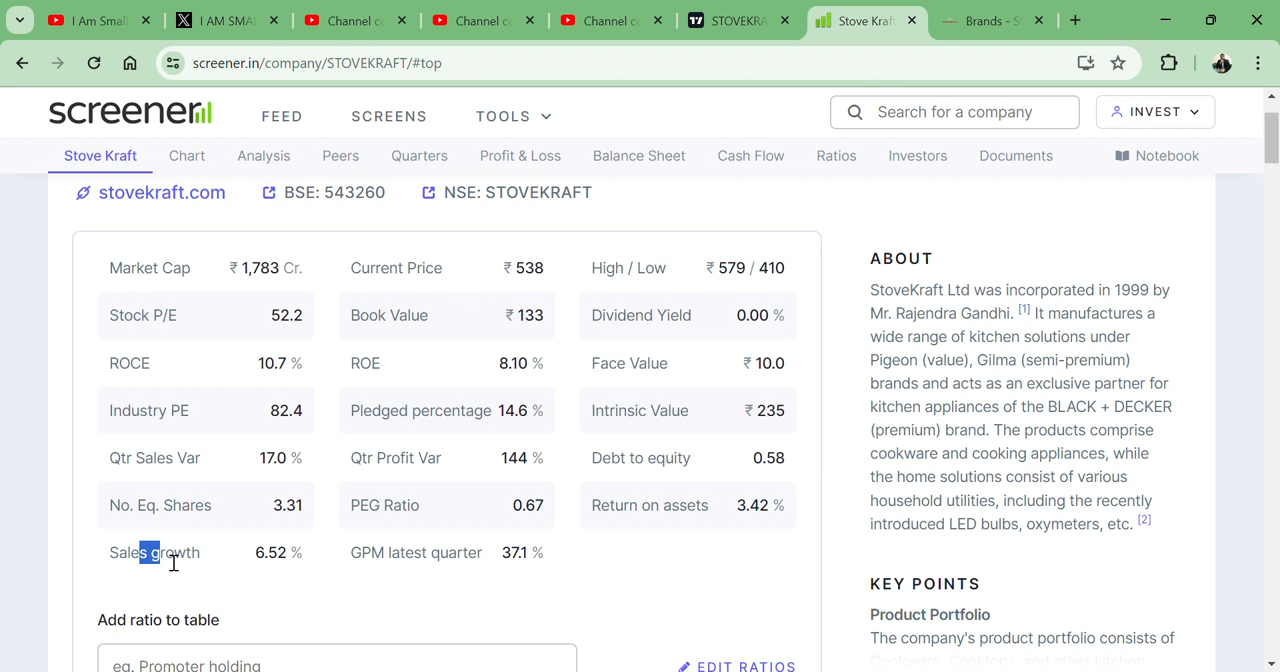 I Am Small
I AM SMA
Channel co
Channel co
Channel co
STOVEKRA
Stove Kraf
Brands - S
screener.in/company/STOVEKRAFT/#top
screener
FEED
SCREENS
TOOLS
Search for a company
INVEST
Stove Kraft
Chart
Analysis
Peers
Quarters
Profit & Loss
Balance Sheet
Cash Flow
Ratios
Investors
Documents
Notebook
stovekraft.com
BSE: 543260
NSE: STOVEKRAFT
Market Cap ₹ 1,783 Cr.
Current Price ₹ 538
High / Low ₹ 579 / 410
Stock P/E 52.2
Book Value ₹ 133
Dividend Yield 0.00 %
ROCE 10.7 %
ROE 8.10 %
Face Value ₹ 10.0
Industry PE 82.4
Pledged percentage 14.6 %
Intrinsic Value ₹ 235
Qtr Sales Var 17.0 %
Qtr Profit Var 144 %
Debt to equity 0.58
No. Eq. Shares 3.31
PEG Ratio 0.67
Return on assets 3.42 %
Sales growth 6.52 %
GPM latest quarter 37.1 %
Add ratio to table
eg. Promoter holding
EDIT RATIOS
ABOUT
StoveKraft Ltd was incorporated in 1999 by
Mr. Rajendra Gandhi. [1] It manufactures a
wide range of kitchen solutions under
Pigeon (value), Gilma (semi-premium)
brands and acts as an exclusive partner for
kitchen appliances of the BLACK + DECKER
(premium) brand. The products comprise
cookware and cooking appliances, while
the home solutions consist of various
household utilities, including the recently
introduced LED bulbs, oxymeters, etc. [2]
KEY POINTS
Product Portfolio
The company's product portfolio consists of
Cookware, Cooktops, and other kitchen